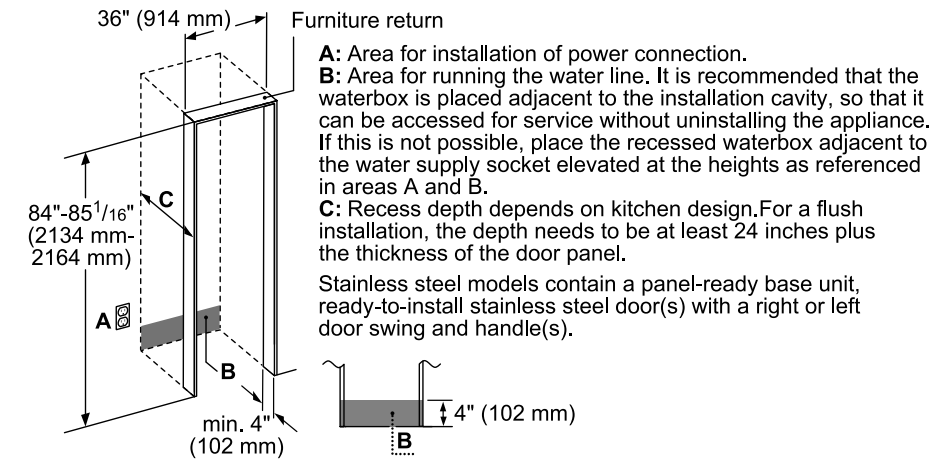 36" (914 mm)
Furniture return
A: Area for installation of power connection.
B: Area for running the water line. It is recommended that the
waterbox is placed adjacent to the installation cavity, so that it
can be accessed for service without uninstalling the appliance.
If this is not possible, place the recessed waterbox adjacent to
the water supply socket elevated at the heights as referenced
in areas A and B.
C: Recess depth depends on kitchen design.For a flush
installation, the depth needs to be at least 24 inches plus
the thickness of the door panel.
Stainless steel models contain a panel-ready base unit,
ready-to-install stainless steel door(s) with a right or left
door swing and handle(s).
C
84"-85 1/16"
(2134 mm-
2164 mm)
A
B
min. 4"
(102 mm)
4" (102 mm)
B